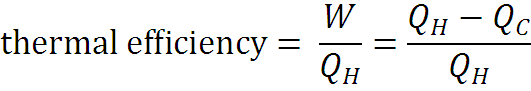 thermal efficiency = W/Q_H = (Q_H − Q_C)/Q_H